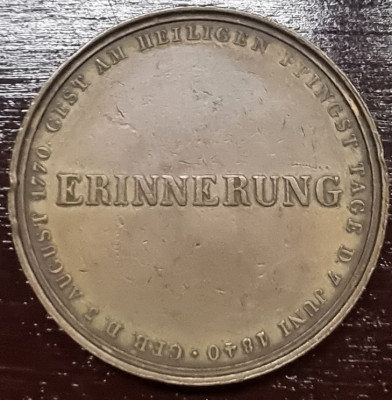 GEB. D. 3 AUGUST 1770. GEST. AM HEILIGEN PFINGST TAGE D. 7 JUNI 1840 ·
ERINNERUNG